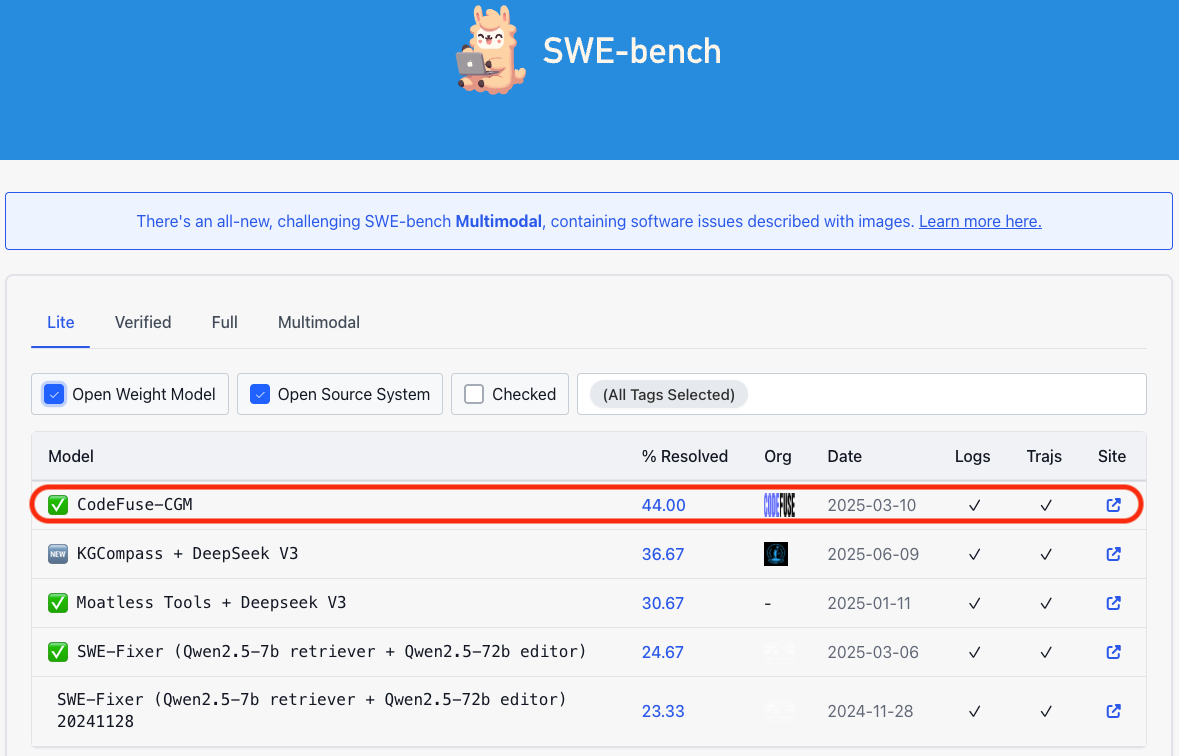 SWE-bench
There's an all-new, challenging SWE-bench Multimodal, containing software issues described with images. Learn more here.
Lite Verified Full Multimodal
Open Weight Model Open Source System Checked (All Tags Selected)
Model % Resolved Org Date Logs Trajs Site
✅ CodeFuse-CGM 44.00 CODEFUSE 2025-03-10 ✓ ✓
NEW KGCompass + DeepSeek V3 36.67 2025-06-09 ✓ ✓
✅ Moatless Tools + Deepseek V3 30.67 - 2025-01-11 ✓ ✓
✅ SWE-Fixer (Qwen2.5-7b retriever + Qwen2.5-72b editor) 24.67 2025-03-06 ✓ ✓
SWE-Fixer (Qwen2.5-7b retriever + Qwen2.5-72b editor)
20241128 23.33 2024-11-28 ✓ ✓